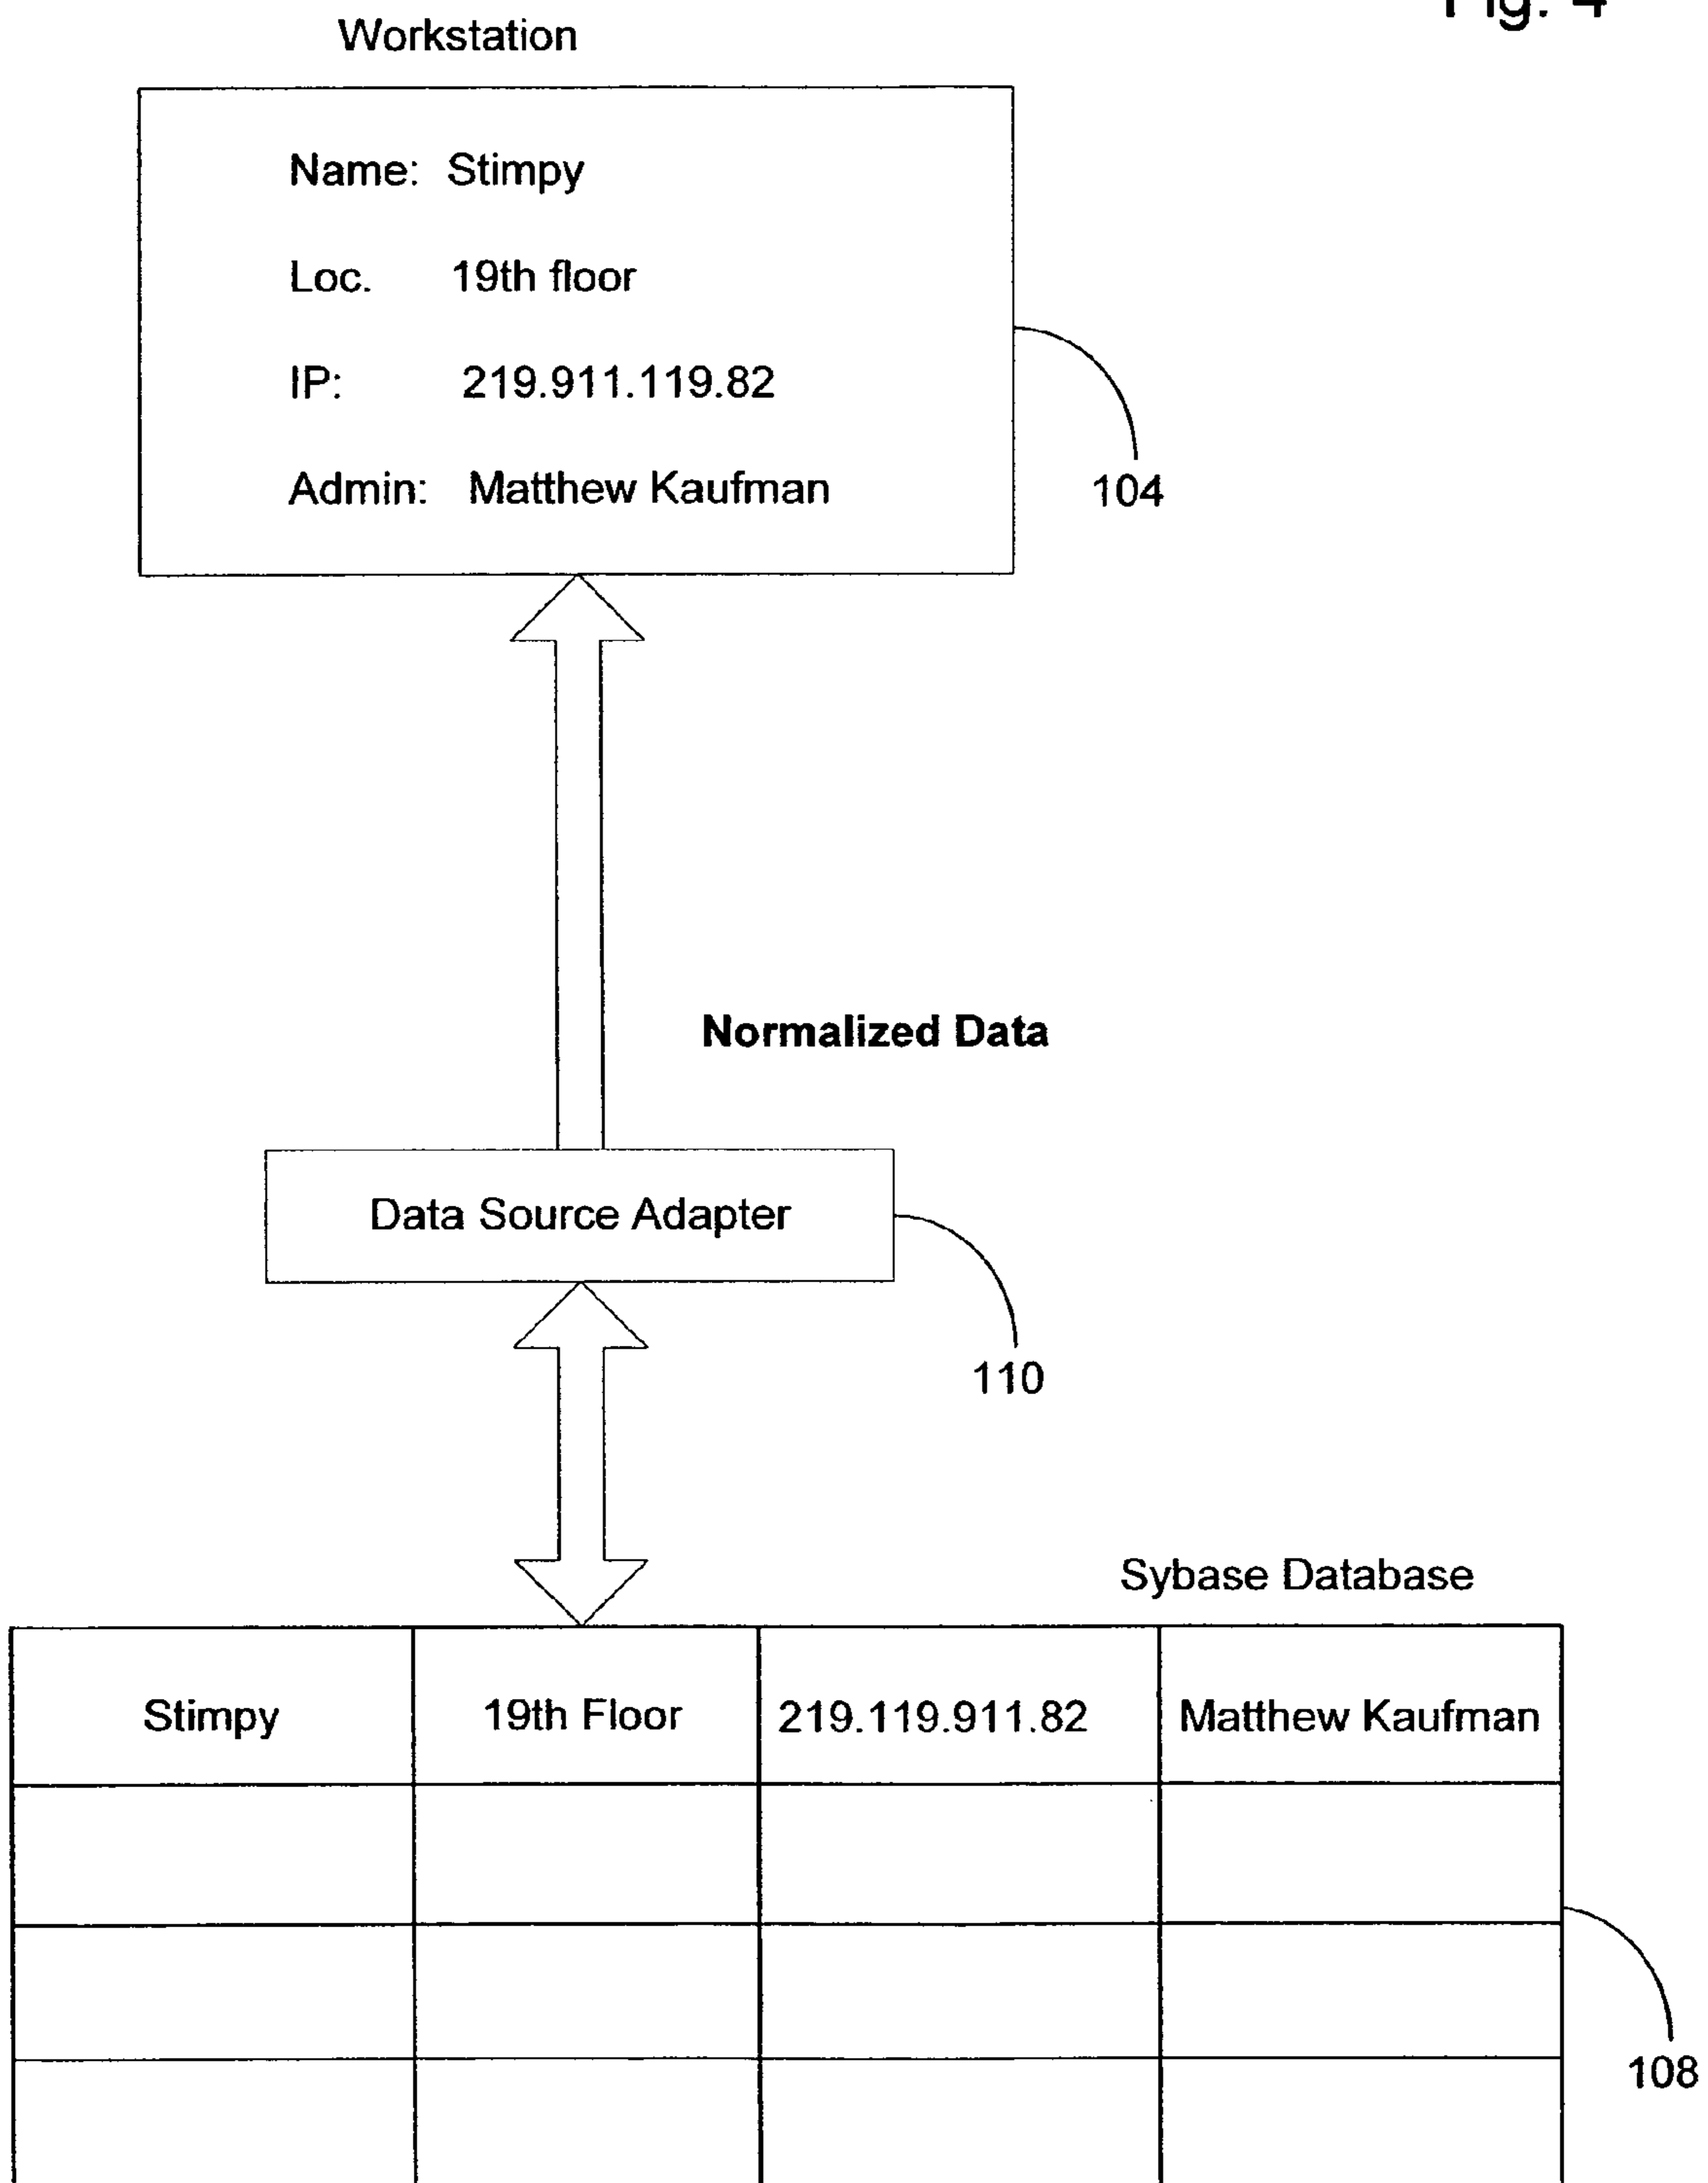 Fig. 4
Workstation
Name: Stimpy
Loc. 19th floor
IP: 219.911.119.82
Admin: Matthew Kaufman
104
Normalized Data
Data Source Adapter
110
Sybase Database
Stimpy 19th Floor 219.119.911.82 Matthew Kaufman
108